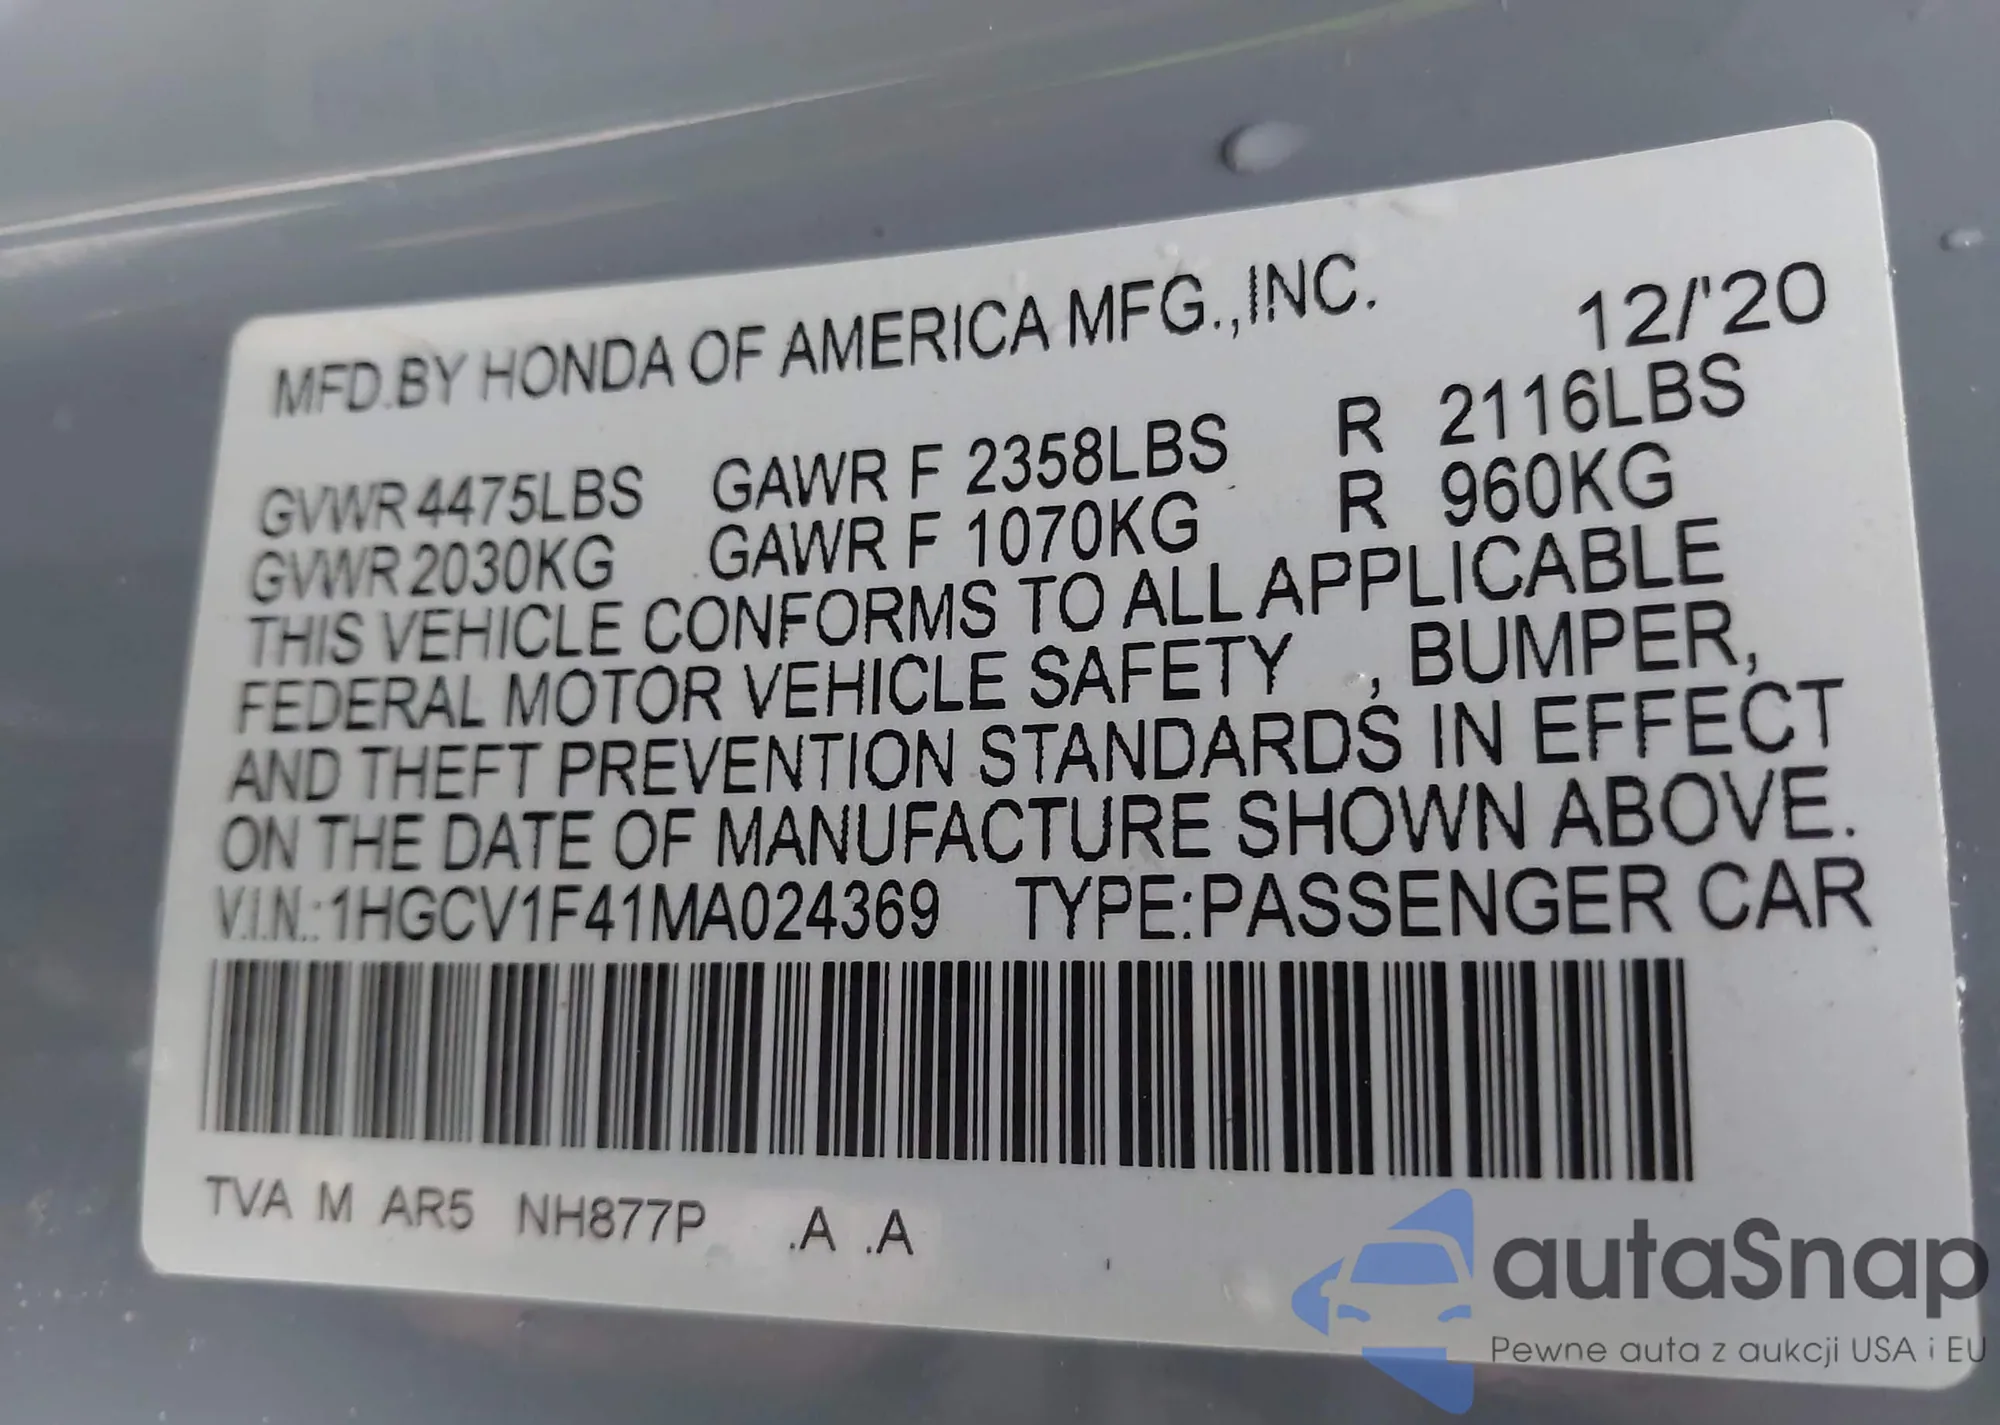 MFD.BY HONDA OF AMERICA MFG.,INC. 12/'20
GVWR 4475LBS GAWR F 2358LBS R 2116LBS
GVWR 2030KG GAWR F 1070KG R 960KG
THIS VEHICLE CONFORMS TO ALL APPLICABLE
FEDERAL MOTOR VEHICLE SAFETY , BUMPER,
AND THEFT PREVENTION STANDARDS IN EFFECT
ON THE DATE OF MANUFACTURE SHOWN ABOVE.
V.I.N.:1HGCV1F41MA024369 TYPE:PASSENGER CAR
TVA M AR5 NH877P .A .A
autaSnap
Pewne auta z aukcji USA i EU